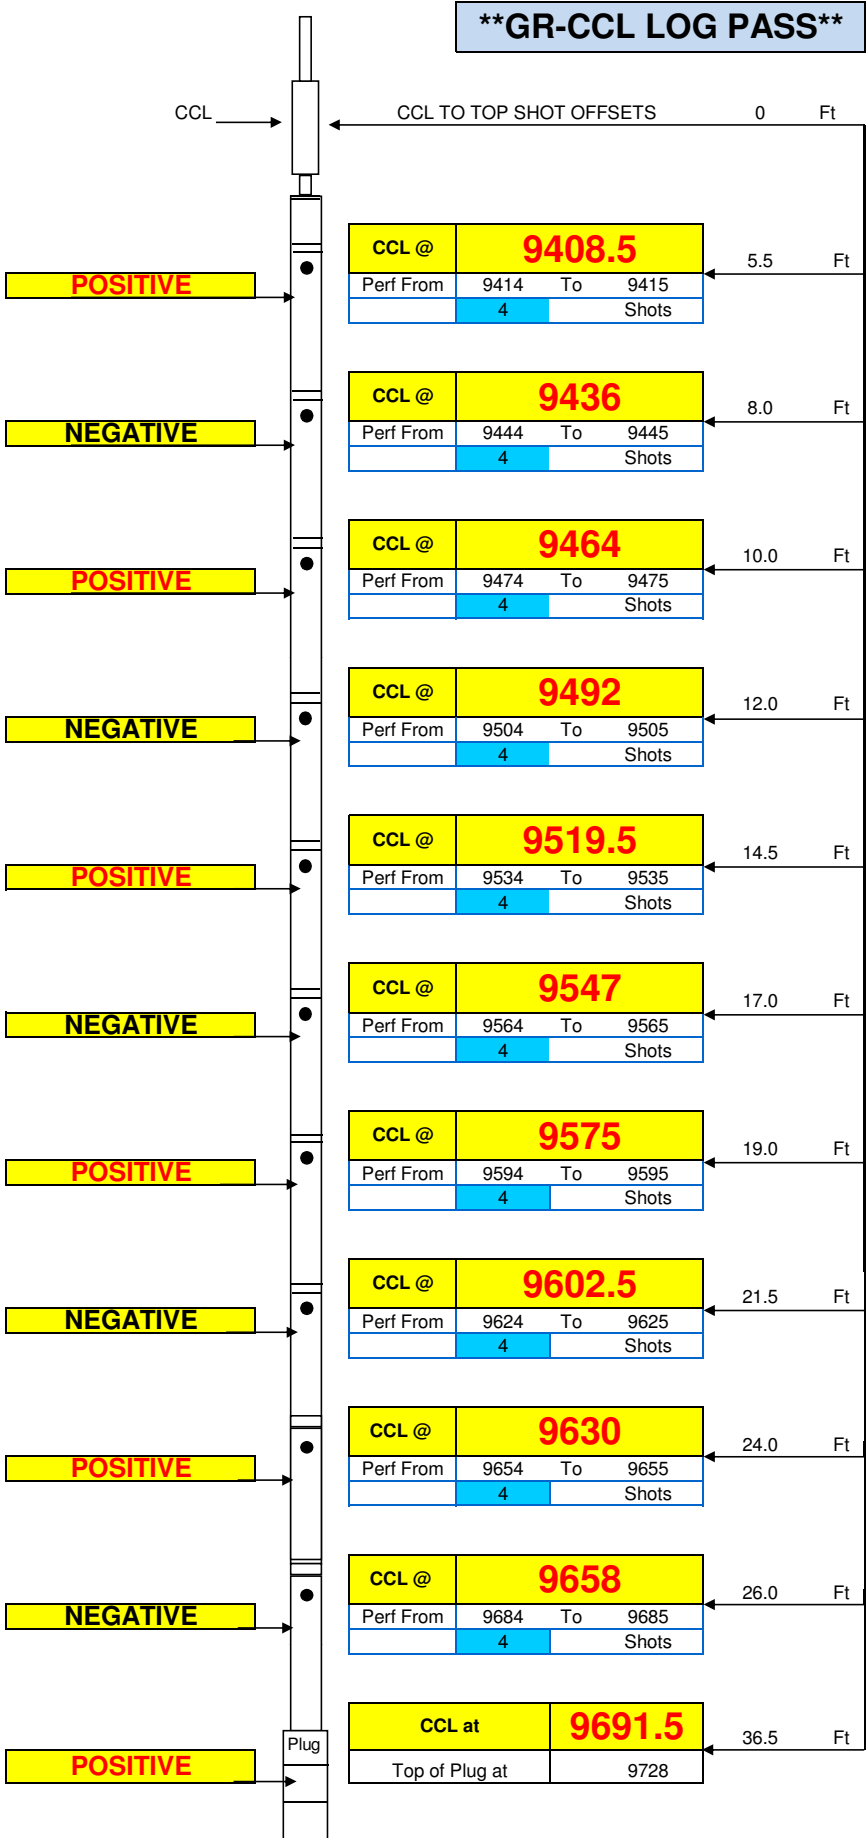 **GR-CCL LOG PASS**
CCL CCL TO TOP SHOT OFFSETS 0 Ft
CCL @ 9408.5 5.5 Ft
POSITIVE Perf From 9414 To 9415
4 Shots
CCL @ 9436 8.0 Ft
NEGATIVE Perf From 9444 To 9445
4 Shots
CCL @ 9464 10.0 Ft
POSITIVE Perf From 9474 To 9475
4 Shots
CCL @ 9492 12.0 Ft
NEGATIVE Perf From 9504 To 9505
4 Shots
CCL @ 9519.5 14.5 Ft
POSITIVE Perf From 9534 To 9535
4 Shots
CCL @ 9547 17.0 Ft
NEGATIVE Perf From 9564 To 9565
4 Shots
CCL @ 9575 19.0 Ft
POSITIVE Perf From 9594 To 9595
4 Shots
CCL @ 9602.5 21.5 Ft
NEGATIVE Perf From 9624 To 9625
4 Shots
CCL @ 9630 24.0 Ft
POSITIVE Perf From 9654 To 9655
4 Shots
CCL @ 9658 26.0 Ft
NEGATIVE Perf From 9684 To 9685
4 Shots
Plug CCL at 9691.5 36.5 Ft
POSITIVE Top of Plug at 9728